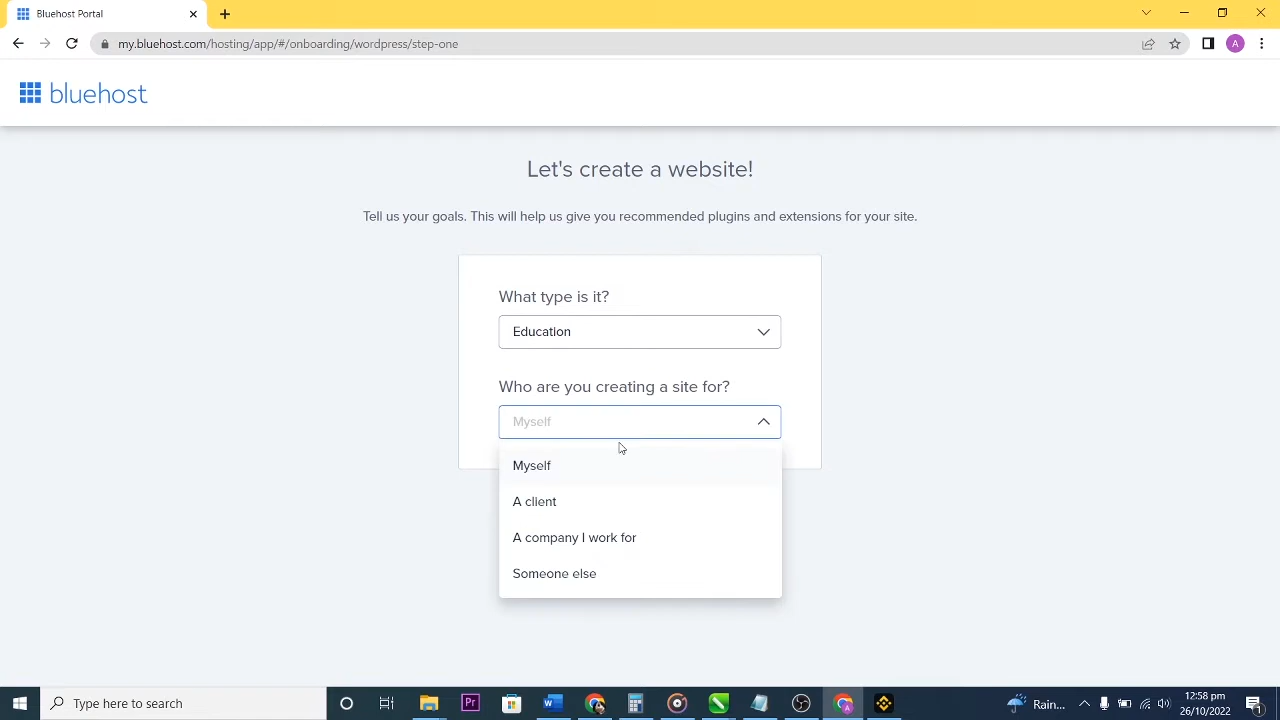 Bluehost Portal
my.bluehost.com/hosting/app/#/onboarding/wordpress/step-one
A
bluehost
Let's create a website!
Tell us your goals. This will help us give you recommended plugins and extensions for your site.
What type is it?
Education
Who are you creating a site for?
Myself
Myself
A client
A company I work for
Someone else
Type here to search
Pr
Rain...
12:58 pm
26/10/2022